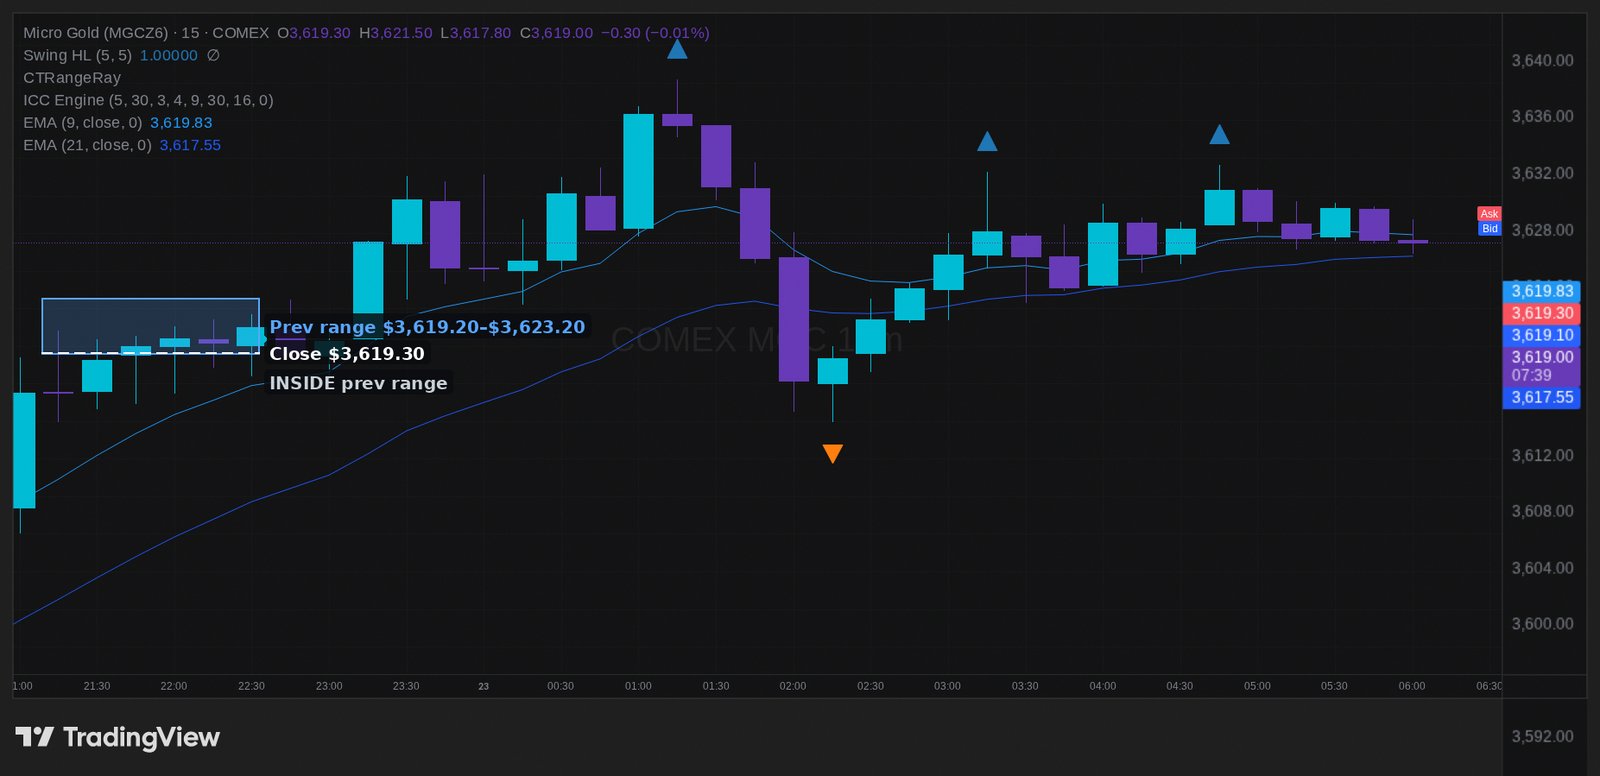 Micro Gold (MGCZ6) · 15 · COMEX O3,619.30 H3,621.50 L3,617.80 C3,619.00 −0.30 (−0.01%)
Swing HL (5, 5) 1.00000 ∅
CTRangeRay
ICC Engine (5, 30, 3, 4, 9, 30, 16, 0)
EMA (9, close, 0) 3,619.83
EMA (21, close, 0) 3,617.55
3,640.00
3,636.00
3,632.00
Ask
Bid
3,628.00
3,619.83
3,619.30
3,619.10
3,619.00
07:39
3,617.55
3,612.00
3,608.00
3,604.00
3,600.00
3,592.00
Prev range $3,619.20–$3,623.20
Close $3,619.30
INSIDE prev range
COMEX
1:00 21:30 22:00 22:30 23:00 23:30 23 00:30 01:00 01:30 02:00 02:30 03:00 03:30 04:00 04:30 05:00 05:30 06:00 06:30
TradingView